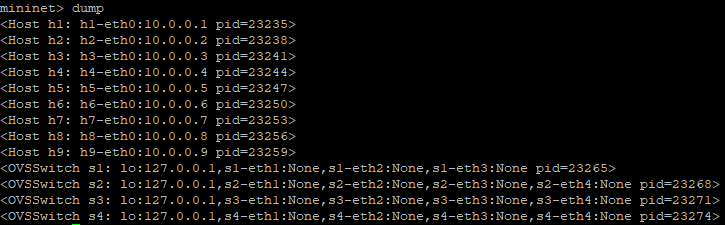 mininet> dump
<Host h1: h1-eth0:10.0.0.1 pid=23235>
<Host h2: h2-eth0:10.0.0.2 pid=23238>
<Host h3: h3-eth0:10.0.0.3 pid=23241>
<Host h4: h4-eth0:10.0.0.4 pid=23244>
<Host h5: h5-eth0:10.0.0.5 pid=23247>
<Host h6: h6-eth0:10.0.0.6 pid=23250>
<Host h7: h7-eth0:10.0.0.7 pid=23253>
<Host h8: h8-eth0:10.0.0.8 pid=23256>
<Host h9: h9-eth0:10.0.0.9 pid=23259>
<OVSSwitch s1: lo:127.0.0.1,s1-eth1:None,s1-eth2:None,s1-eth3:None pid=23265>
<OVSSwitch s2: lo:127.0.0.1,s2-eth1:None,s2-eth2:None,s2-eth3:None,s2-eth4:None pid=23268>
<OVSSwitch s3: lo:127.0.0.1,s3-eth1:None,s3-eth2:None,s3-eth3:None,s3-eth4:None pid=23271>
<OVSSwitch s4: lo:127.0.0.1,s4-eth1:None,s4-eth2:None,s4-eth3:None,s4-eth4:None pid=23274>